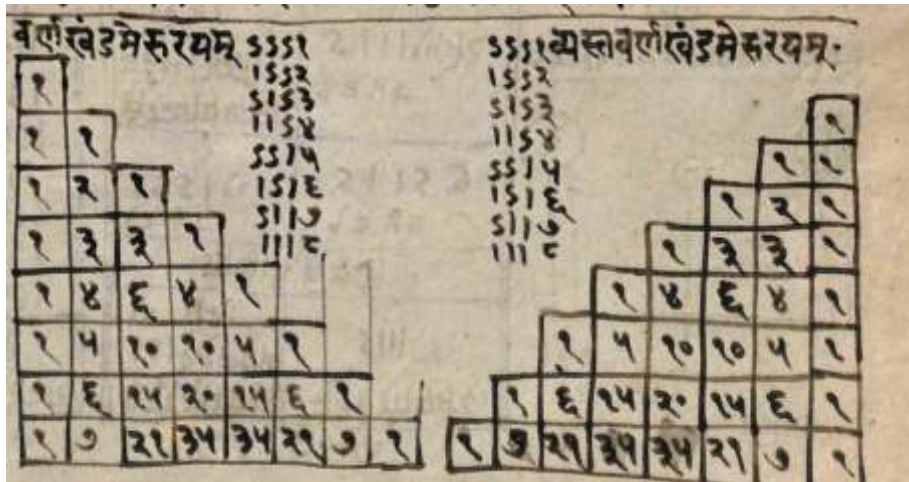 वर्णखंडमेरुरयम्
ऽऽऽ१
।ऽऽ२
ऽ।ऽ३
।।ऽ४
ऽऽ।५
।ऽ।६
ऽ।।७
।।।८
१
१ १
१ २ १
१ ३ ३ १
१ ४ ६ ४ १
१ ५ १० १० ५ १
१ ६ १५ २० १५ ६ १
१ ७ २१ ३५ ३५ २१ ७ १
ऽऽऽ१
।ऽऽ२
ऽ।ऽ३
।।ऽ४
ऽऽ।५
।ऽ।६
ऽ।।७
।।।८
व्यस्तवर्णखंडमेरुरयम्·
१
१ १
१ २ १
१ ३ ३ १
१ ४ ६ ४ १
१ ५ १० १० ५ १
१ ६ १५ २० १५ ६ १
१ ७ २१ ३५ ३५ २१ ७ १